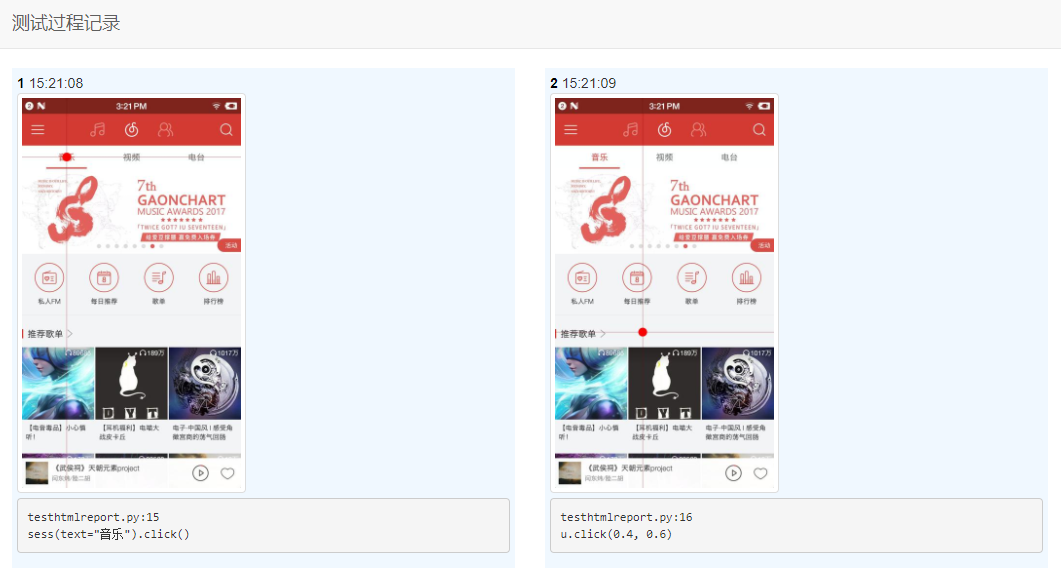 测试过程记录
1 15:21:08
3:21 PM
音乐 视频 电台
7th
GAONCHART
MUSIC AWARDS 2017
★★★★★★★
「TWICE GOT7 IU SEVENTEEN」
活动
私人FM 每日推荐 歌单 排行榜
推荐歌单 >
189万 1017万
【电音毒品】小心慎 【耳机福利】电磁大 电子·中国风 | 感受角
听! 战皮卡丘 徵宫商的荡气回肠
《武侯祠》天朝元素project
testhtmlreport.py:15
sess(text="音乐").click()
2 15:21:09
3:21 PM
音乐 视频 电台
7th
GAONCHART
MUSIC AWARDS 2017
★★★★★★★
「TWICE GOT7 IU SEVENTEEN」
活动
私人FM 每日推荐 歌单 排行榜
推荐歌单 >
189万 1017万
【电音毒品】小心慎 【耳机福利】电磁大 电子·中国风 | 感受角
听! 战皮卡丘 徵宫商的荡气回肠
《武侯祠》天朝元素project
testhtmlreport.py:16
u.click(0.4, 0.6)